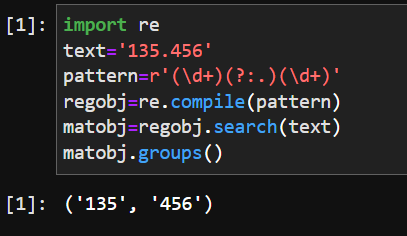 [1]: import re
text='135.456'
pattern=r'(\d+)(?:.)(\d+)'
regobj=re.compile(pattern)
matobj=regobj.search(text)
matobj.groups()
[1]: ('135', '456')